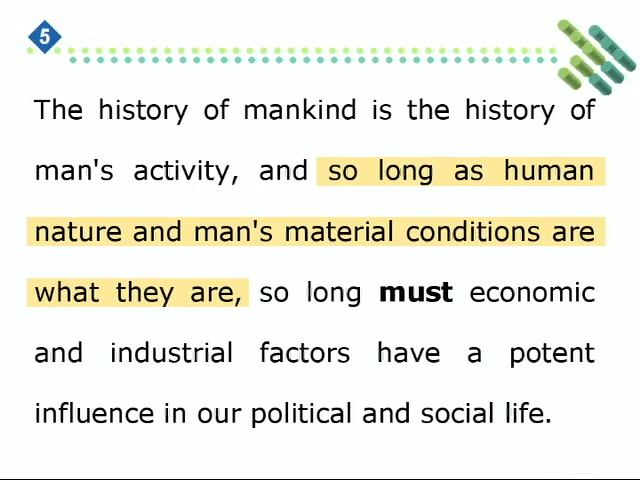 5
The history of mankind is the history of
man's activity, and so long as human
nature and man's material conditions are
what they are, so long must economic
and industrial factors have a potent
influence in our political and social life.